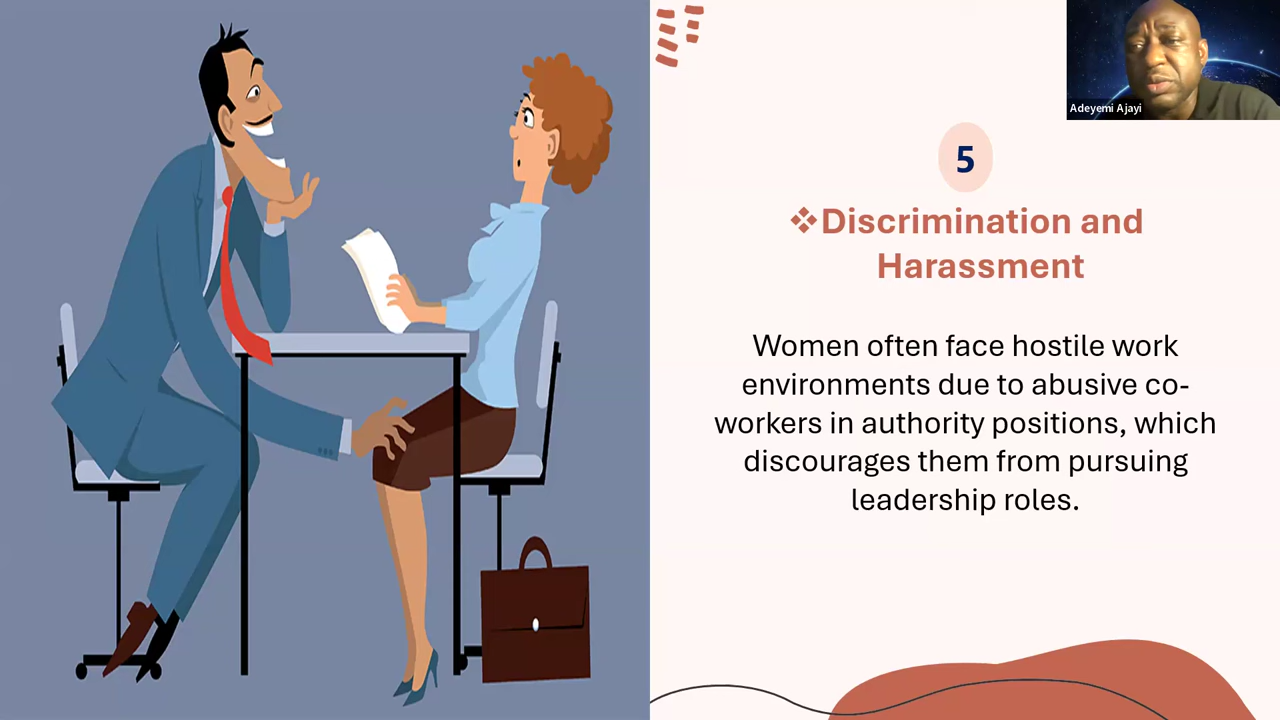 Adeyemi Ajayi
5
❖Discrimination and
Harassment
Women often face hostile work
environments due to abusive co-
workers in authority positions, which
discourages them from pursuing
leadership roles.